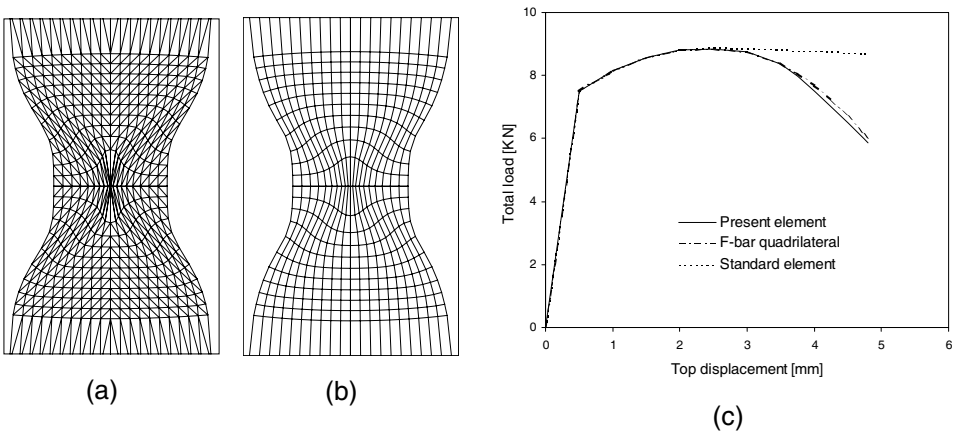 (a)
(b)
Total load [KN]
10
8
6
4
2
0
Present element
F-bar quadrilateral
Standard element
0 1 2 3 4 5 6
Top displacement [mm]
(c)